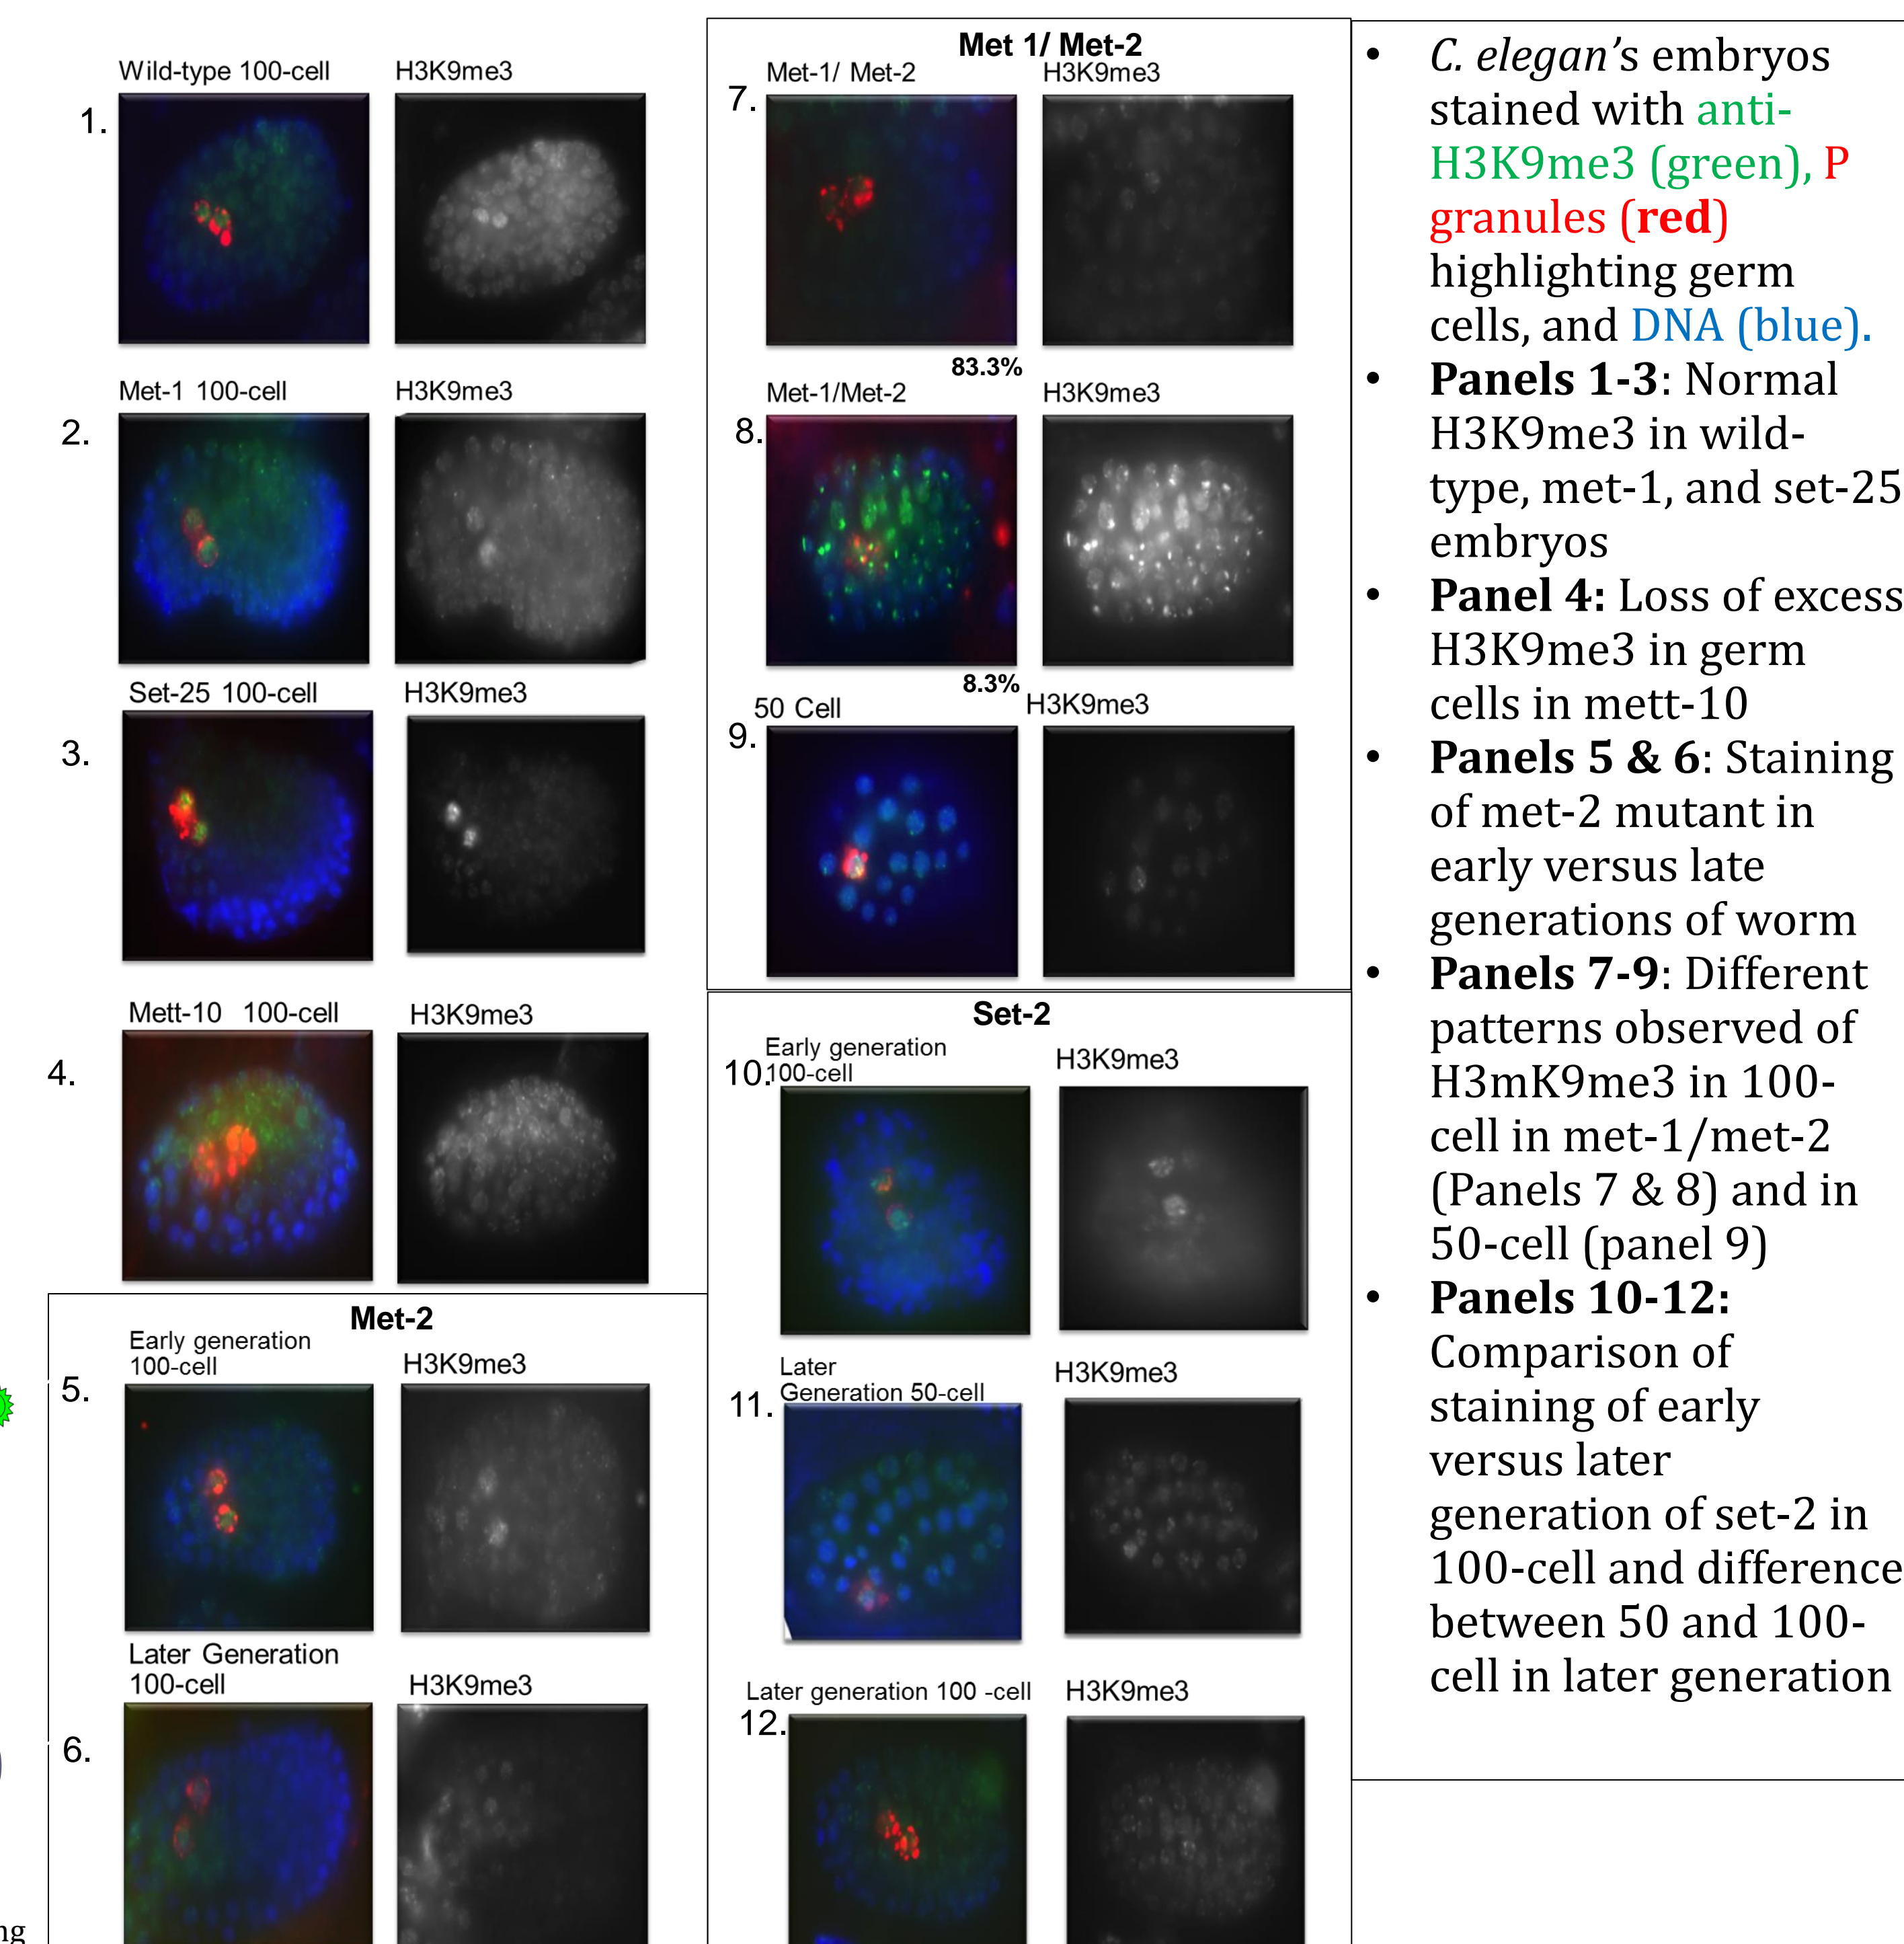 Wild-type 100-cell
H3K9me3
1.
Met-1 100-cell
H3K9me3
2.
Set-25 100-cell
H3K9me3
3.
Mett-10 100-cell
H3K9me3
4.
Met-2
Early generation
100-cell
H3K9me3
5.
Later Generation
100-cell
H3K9me3
6.
Met 1/ Met-2
Met-1/ Met-2
H3K9me3
7.
83.3%
Met-1/Met-2
H3K9me3
8.
8.3%
50 Cell
H3K9me3
9.
Set-2
Early generation
100-cell
H3K9me3
10.
Later
Generation 50-cell
H3K9me3
11.
Later generation 100 -cell
H3K9me3
12.
• C. elegan's embryos
stained with anti-
H3K9me3 (green), P
granules (red)
highlighting germ
cells, and DNA (blue).
• Panels 1-3: Normal
H3K9me3 in wild-
type, met-1, and set-25
embryos
• Panel 4: Loss of excess
H3K9me3 in germ
cells in mett-10
• Panels 5 & 6: Staining
of met-2 mutant in
early versus late
generations of worm
• Panels 7-9: Different
patterns observed of
H3mK9me3 in 100-
cell in met-1/met-2
(Panels 7 & 8) and in
50-cell (panel 9)
• Panels 10-12:
Comparison of
staining of early
versus later
generation of set-2 in
100-cell and difference
between 50 and 100-
cell in later generation